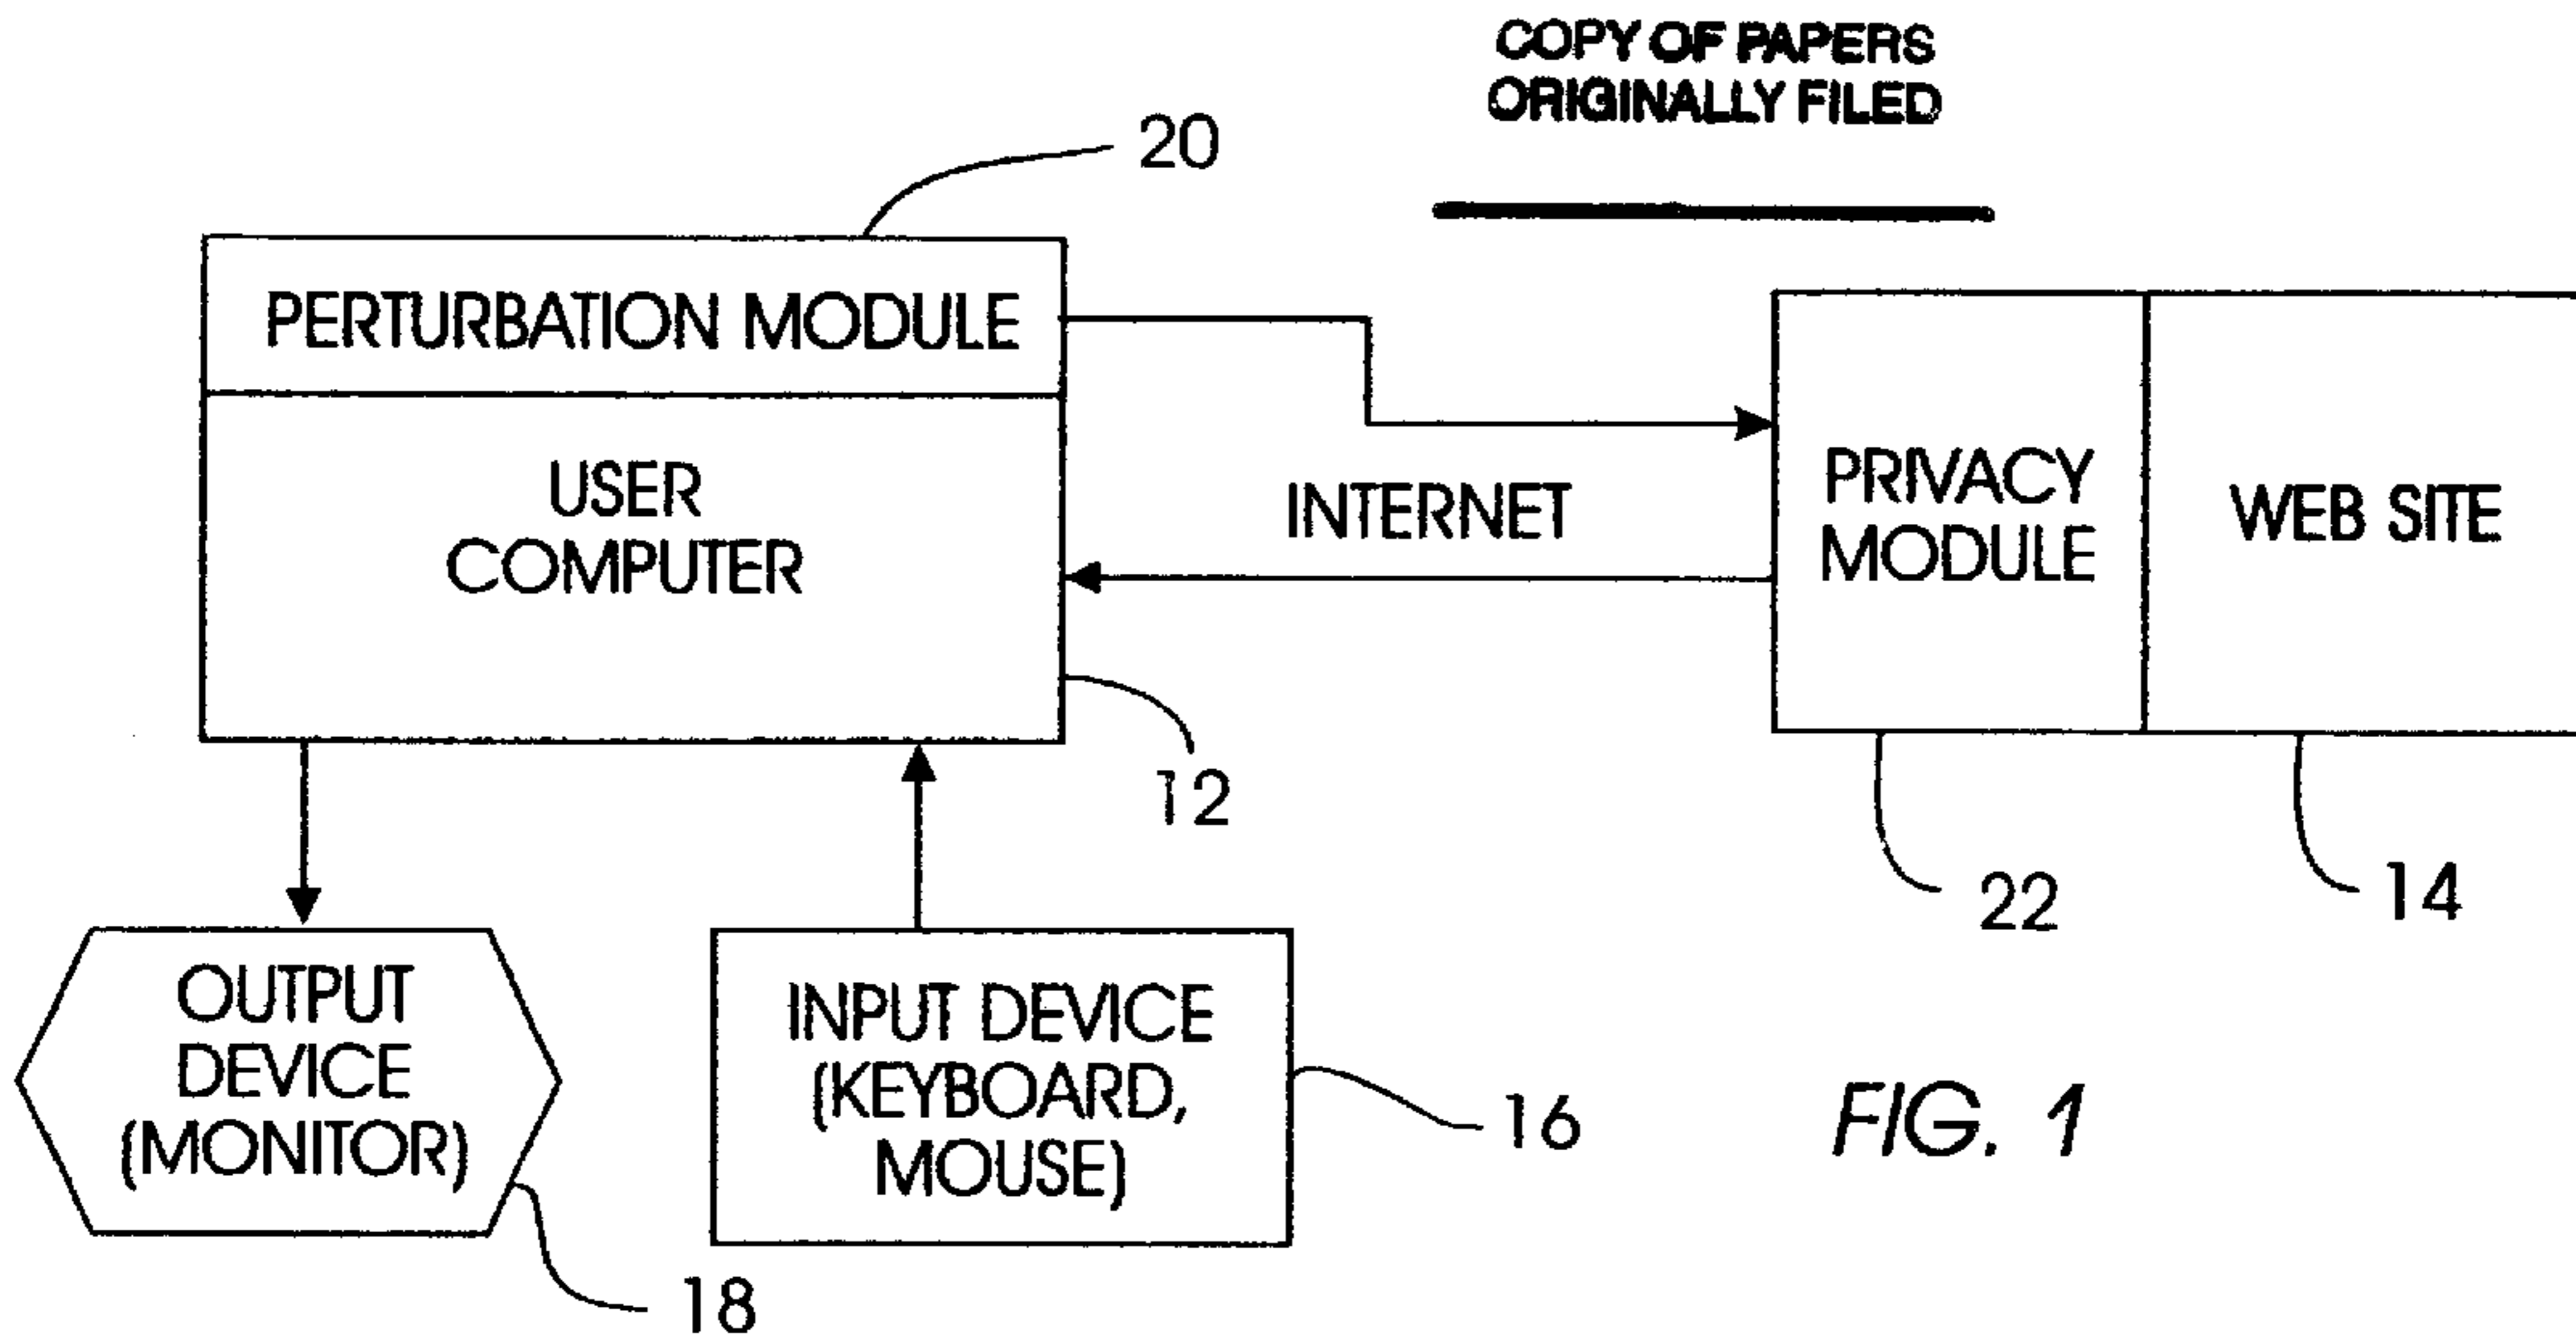 COPY OF PAPERS
ORIGINALLY FILED
20
PERTURBATION MODULE
USER
COMPUTER
INTERNET
PRIVACY
MODULE
WEB SITE
12
22
14
OUTPUT
DEVICE
(MONITOR)
INPUT DEVICE
(KEYBOARD,
MOUSE)
16
18
FIG. 1